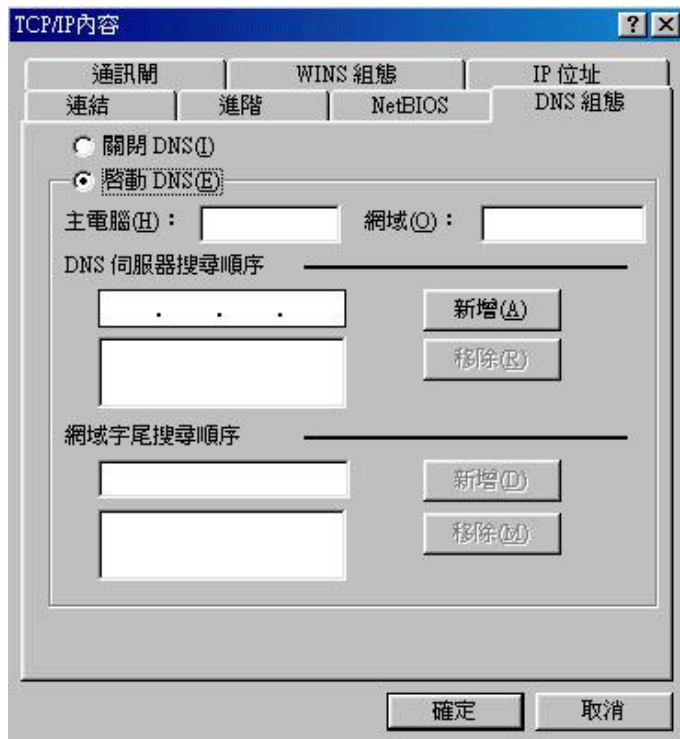 TCP/IP內容
通訊閘 WINS 組態 IP 位址
連結 進階 NetBIOS DNS 組態
關閉 DNS(I)
啓動 DNS(E)
主電腦(H)： 網域(O)：
DNS 伺服器搜尋順序
. . .
新增(A)
移除(R)
網域字尾搜尋順序
新增(D)
移除(M)
確定 取消